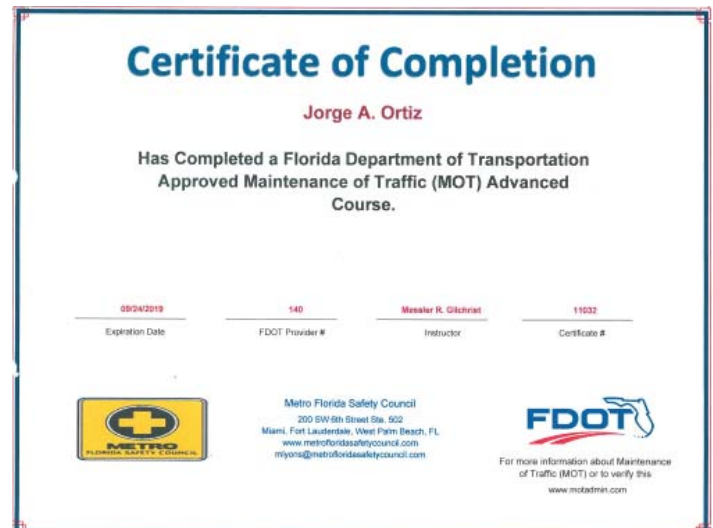 Certificate of Completion
Jorge A. Ortiz
Has Completed a Florida Department of Transportation
Approved Maintenance of Traffic (MOT) Advanced
Course.
09/24/2019 140 Messler R. Gilchrist 11032
Expiration Date FDOT Provider # Instructor Certificate #
METRO
FLORIDA SAFETY COUNCIL
Metro Florida Safety Council
200 SW 6th Street Ste. 502
Miami, Fort Lauderdale, West Palm Beach, FL
www.metrofloridasafetycouncil.com
mlyons@metrofloridasafetycouncil.com
FDOT
For more information about Maintenance
of Traffic (MOT) or to verify this
www.motadmin.com